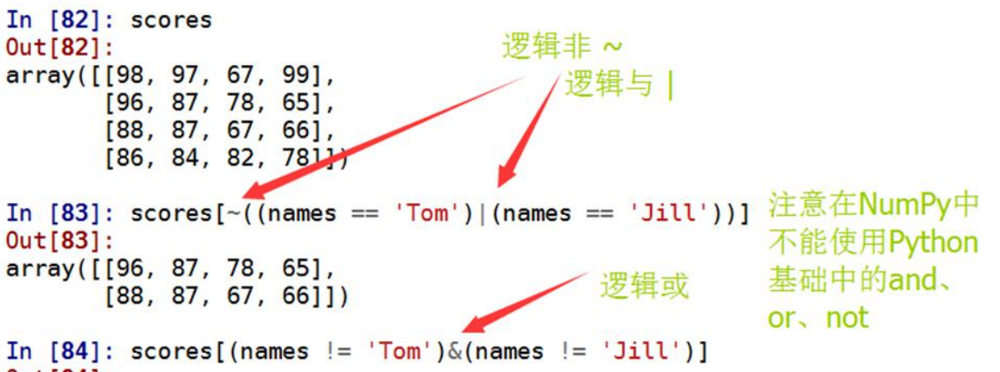 In [82]: scores
Out[82]:
array([[98, 97, 67, 99],
       [96, 87, 78, 65],
       [88, 87, 67, 66],
       [86, 84, 82, 78]])
逻辑非 ~
逻辑与 |
In [83]: scores[~((names == 'Tom')|(names == 'Jill'))]
Out[83]:
array([[96, 87, 78, 65],
       [88, 87, 67, 66]])
注意在NumPy中
不能使用Python
基础中的and、
or、not
逻辑或
In [84]: scores[(names != 'Tom')&(names != 'Jill')]